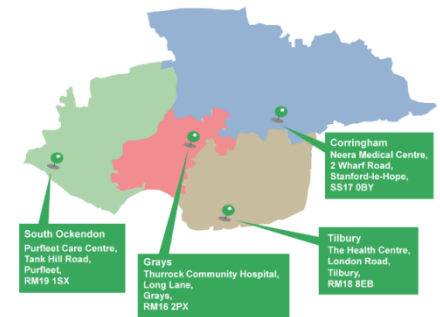 Corringham
Neera Medical Centre,
2 Wharf Road,
Stanford-le-Hope,
SS17 0BY
South Ockendon
Purfleet Care Centre,
Tank Hill Road,
Purfleet,
RM19 1SX
Grays
Thurrock Community Hospital,
Long Lane,
Grays,
RM16 2PX
Tilbury
The Health Centre,
London Road,
Tilbury,
RM18 8EB